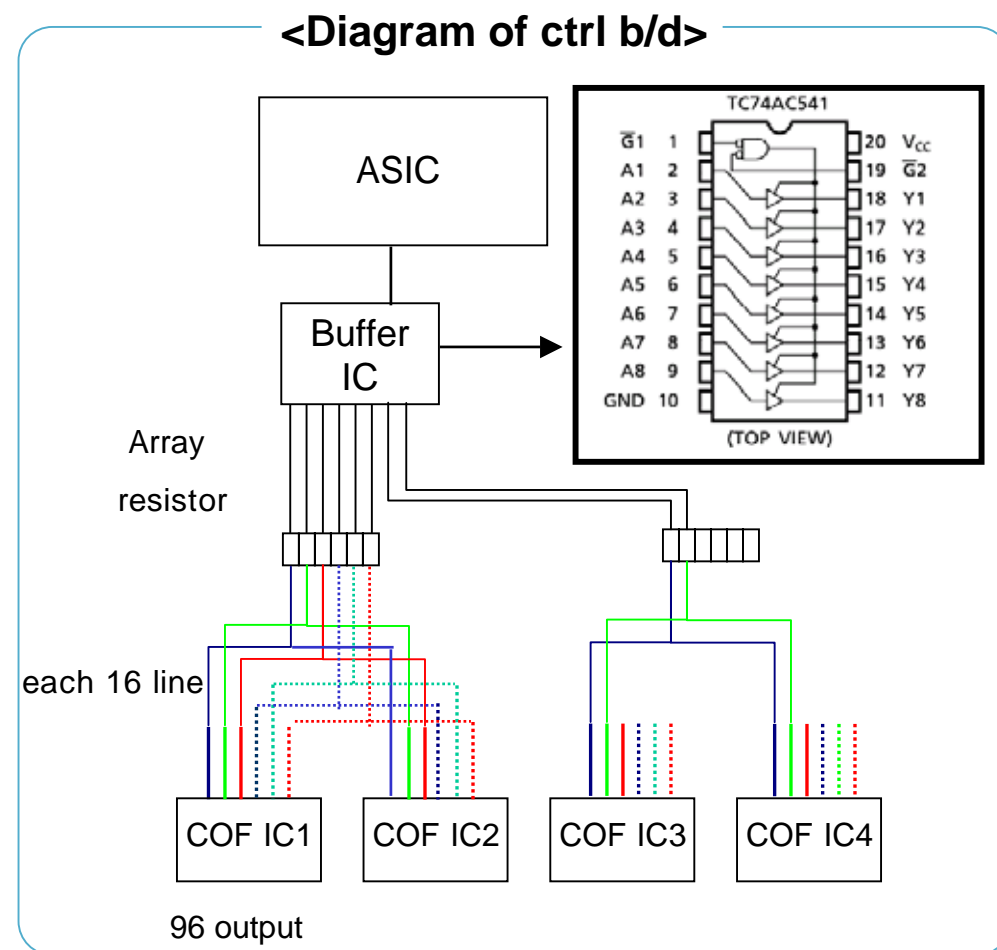 <Diagram of ctrl b/d>
ASIC
TC74AC541
G̅1 1 20 VCC
A1 2 19 G̅2
A2 3 18 Y1
A3 4 17 Y2
A4 5 16 Y3
A5 6 15 Y4
A6 7 14 Y5
A7 8 13 Y6
A8 9 12 Y7
GND 10 11 Y8
(TOP VIEW)
Buffer
IC
Array
resistor
each 16 line
COF IC1
COF IC2
COF IC3
COF IC4
96 output